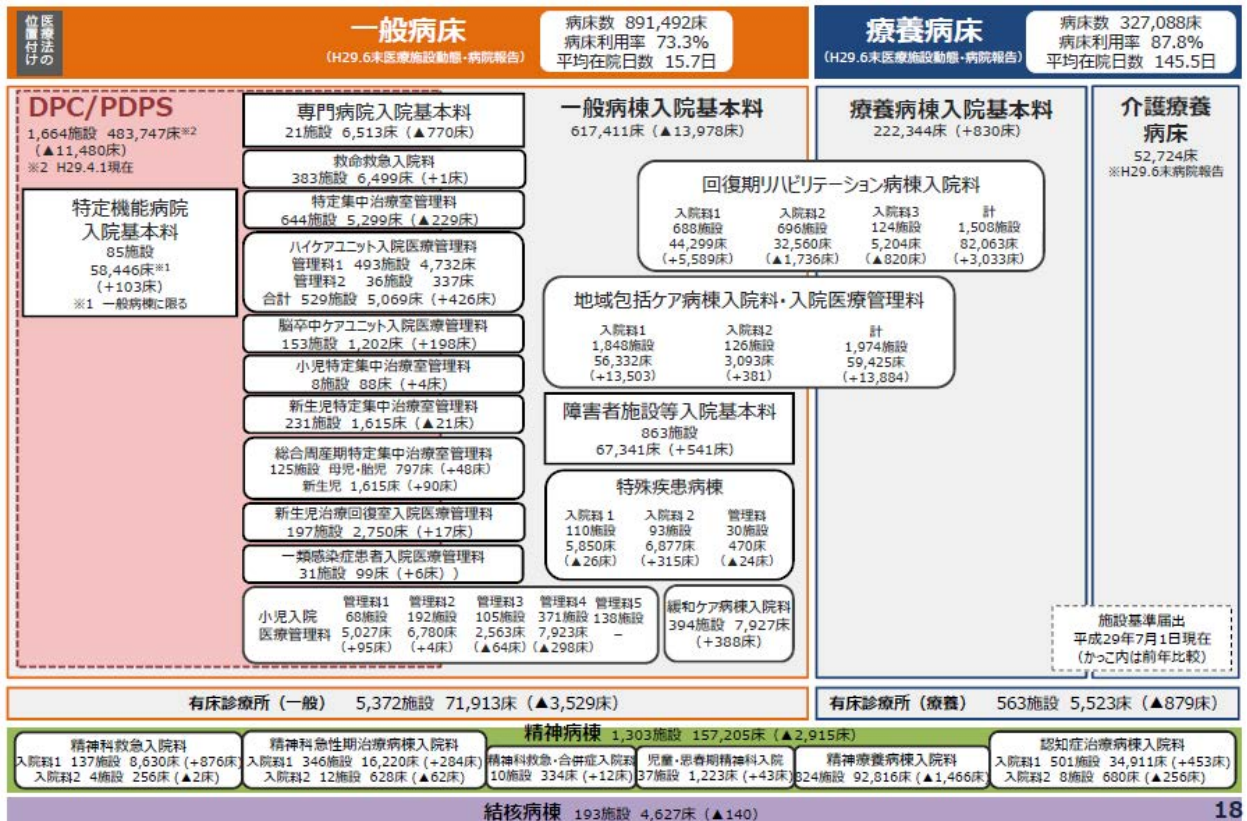 医療法の
位置付け
一般病床
(H29.6末医療施設動態・病院報告)
病床数 891,492床
病床利用率 73.3%
平均在院日数 15.7日
療養病床
(H29.6末医療施設動態・病院報告)
病床数 327,088床
病床利用率 87.8%
平均在院日数 145.5日
DPC/PDPS
1,664施設 483,747床※2
(▲11,480床)
※2 H29.4.1現在
特定機能病院
入院基本料
85施設
58,446床※1
(+103床)
※1 一般病棟に限る
専門病院入院基本料
21施設 6,513床(▲770床)
救命救急入院料
383施設 6,499床(+1床)
特定集中治療室管理料
644施設 5,299床(▲229床)
ハイケアユニット入院医療管理料
管理料1 493施設 4,732床
管理料2 36施設 337床
合計 529施設 5,069床(+426床)
脳卒中ケアユニット入院医療管理料
153施設 1,202床(+198床)
小児特定集中治療室管理料
8施設 88床(+4床)
新生児特定集中治療室管理料
231施設 1,615床(▲21床)
総合周産期特定集中治療室管理料
125施設 母児・胎児 797床(+48床)
新生児 1,615床(+90床)
新生児治療回復室入院医療管理料
197施設 2,750床(+17床)
一類感染症患者入院医療管理料
31施設 99床(+6床))
管理料1 管理料2 管理料3 管理料4 管理料5
小児入院 68施設 192施設 105施設 371施設 138施設
医療管理料 5,027床 6,780床 2,563床 7,923床 －
(+95床) (+4床) (▲64床) (▲298床)
一般病棟入院基本料
617,411床(▲13,978床)
療養病棟入院基本料
222,344床(+830床)
介護療養
病床
52,724床
※H29.6末病院報告
回復期リハビリテーション病棟入院料
入院料1 入院料2 入院料3 計
688施設 696施設 124施設 1,508施設
44,299床 32,560床 5,204床 82,063床
(+5,589床) (▲1,736床) (▲820床) (+3,033床)
地域包括ケア病棟入院料・入院医療管理料
入院料1 入院料2 計
1,848施設 126施設 1,974施設
56,332床 3,093床 59,425床
(+13,503) (+381) (+13,884)
障害者施設等入院基本料
863施設
67,341床(+541床)
特殊疾患病棟
入院料1 入院料2 管理料
110施設 93施設 30施設
5,850床 6,877床 470床
(▲26床) (+315床) (▲24床)
緩和ケア病棟入院料
394施設 7,927床
(+388床)
施設基準届出
平成29年7月1日現在
(かっこ内は前年比較)
有床診療所(一般) 5,372施設 71,913床(▲3,529床)
有床診療所(療養) 563施設 5,523床(▲879床)
精神病棟 1,303施設 157,205床(▲2,915床)
精神科救急入院料
入院料1 137施設 8,630床(+876床)
入院料2 4施設 256床(▲2床)
精神科急性期治療病棟入院料
入院料1 346施設 16,220床(+284床)
入院料2 12施設 628床(▲62床)
精神科救急・合併症入院料
10施設 334床(+12床)
児童・思春期精神科入院
37施設 1,223床(+43床)
精神療養病棟入院料
824施設 92,816床(▲1,466床)
認知症治療病棟入院料
入院料1 501施設 34,911床(+453床)
入院料2 8施設 680床(▲256床)
結核病棟 193施設 4,627床(▲140)
18